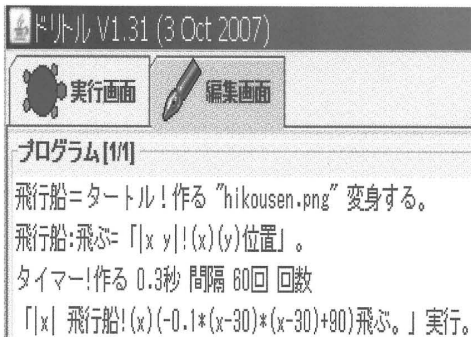 ドリトル V1.31 (3 Oct 2007)
実行画面
編集画面
プログラム[1/1]
飛行船=タートル!作る "hikousen.png" 変身する。
飛行船:飛ぶ=「|x y|!(x)(y)位置」。
タイマー!作る 0.3秒 間隔 60回 回数
「|x| 飛行船!(x)(-0.1*(x-30)*(x-30)+90)飛ぶ。」実行。